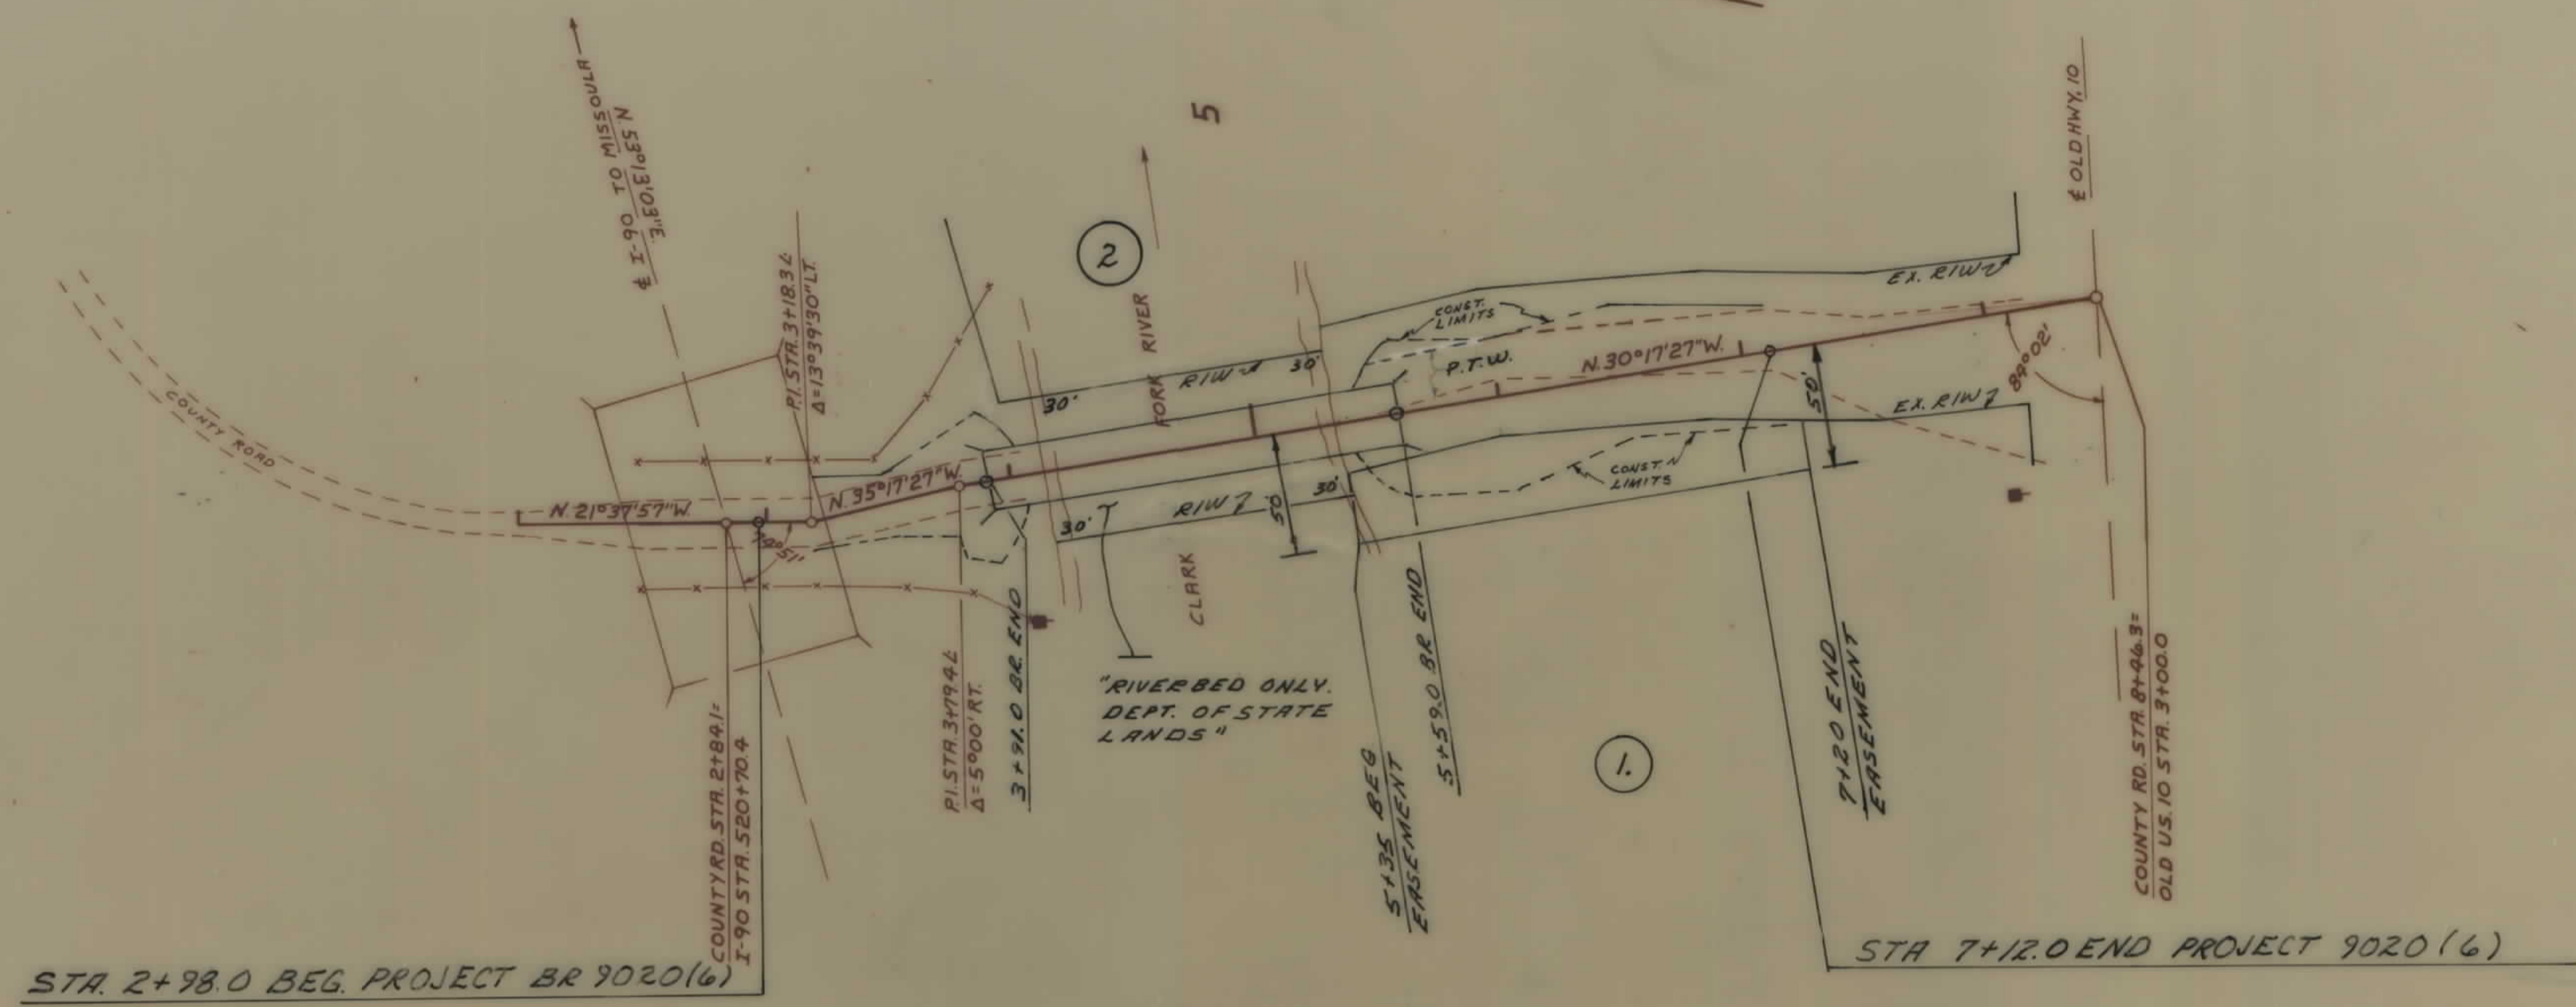 ₵ I-90 TO MISSOULA
N. 53°13'03"E.
5
₵ OLD HWY. 10
P.I. STA. 3+18.3 L
Δ=13°39'30" LT.
2
FORK RIVER
CLARK
EX. R/W
CONST.
LIMITS
P.T.W.
N. 30°17'27"W.
89°02'
50'
EX. R/W
COUNTY ROAD
R/W
30'
30'
N. 35°17'27"W.
N. 21°37'57"W.
CONST.
LIMITS
30'
R/W
30'
50'
"RIVERBED ONLY.
DEPT. OF STATE
LANDS"
COUNTY RD. STA. 2+84.1=
I-90 STA. 520+70.4
P.I. STA. 3+79.4 L
Δ=5°00' RT.
3+91.0 BR. END
5+35 BEG
EASEMENT
5+59.0 BR END
1.
7+20 END
EASEMENT
COUNTY RD. STA. 8+46.3=
OLD U.S. 10 STA. 3+00.0
STA. 2+98.0 BEG. PROJECT BR 9020(6)
STA 7+12.0 END PROJECT 9020(6)